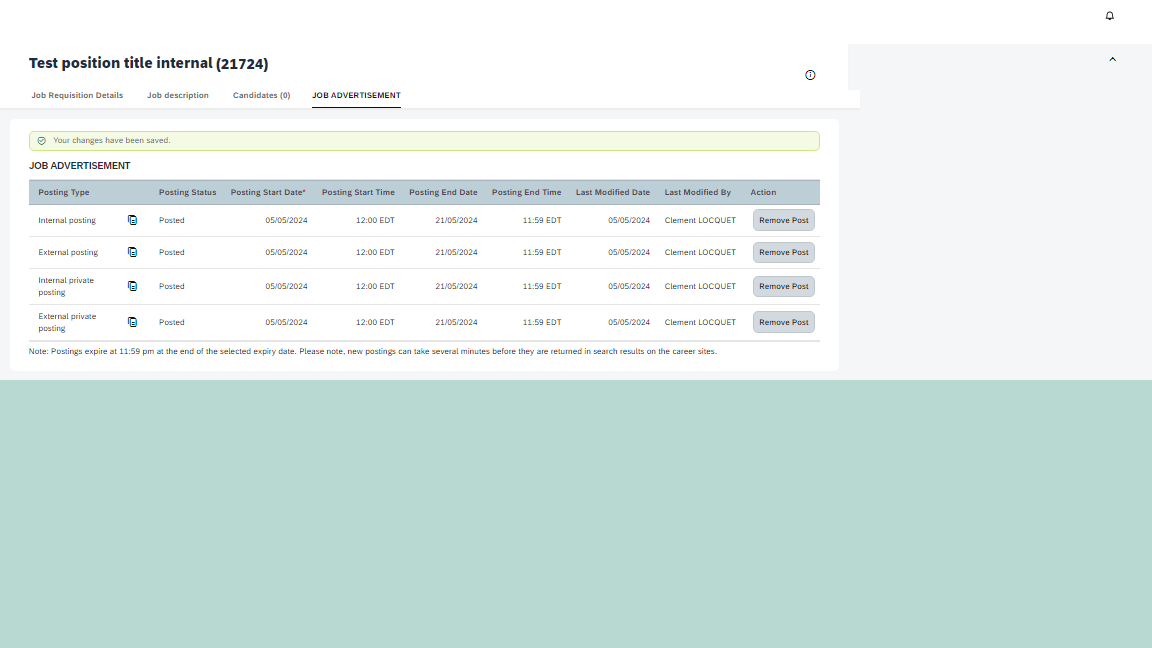 Test position title internal (21724)
Job Requisition Details Job description Candidates (0) JOB ADVERTISEMENT
Your changes have been saved.
JOB ADVERTISEMENT
Posting Type Posting Status Posting Start Date* Posting Start Time Posting End Date Posting End Time Last Modified Date Last Modified By Action
Internal posting Posted 05/05/2024 12:00 EDT 21/05/2024 11:59 EDT 05/05/2024 Clement LOCQUET Remove Post
External posting Posted 05/05/2024 12:00 EDT 21/05/2024 11:59 EDT 05/05/2024 Clement LOCQUET Remove Post
Internal private
posting Posted 05/05/2024 12:00 EDT 21/05/2024 11:59 EDT 05/05/2024 Clement LOCQUET Remove Post
External private
posting Posted 05/05/2024 12:00 EDT 21/05/2024 11:59 EDT 05/05/2024 Clement LOCQUET Remove Post
Note: Postings expire at 11:59 pm at the end of the selected expiry date. Please note, new postings can take several minutes before they are returned in search results on the career sites.